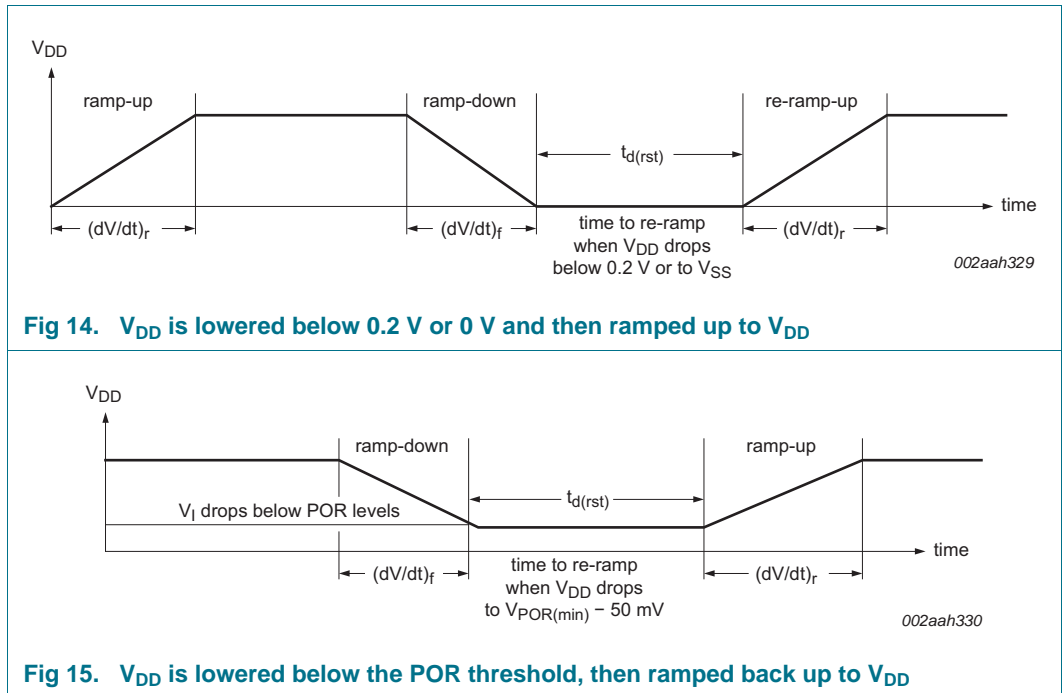 VDD
ramp-up
ramp-down
re-ramp-up
td(rst)
time
(dV/dt)r
(dV/dt)f
time to re-ramp
when VDD drops
below 0.2 V or to VSS
(dV/dt)r
002aah329
Fig 14. VDD is lowered below 0.2 V or 0 V and then ramped up to VDD
VDD
ramp-down
ramp-up
td(rst)
VI drops below POR levels
time
(dV/dt)f
time to re-ramp
when VDD drops
to VPOR(min) − 50 mV
(dV/dt)r
002aah330
Fig 15. VDD is lowered below the POR threshold, then ramped back up to VDD